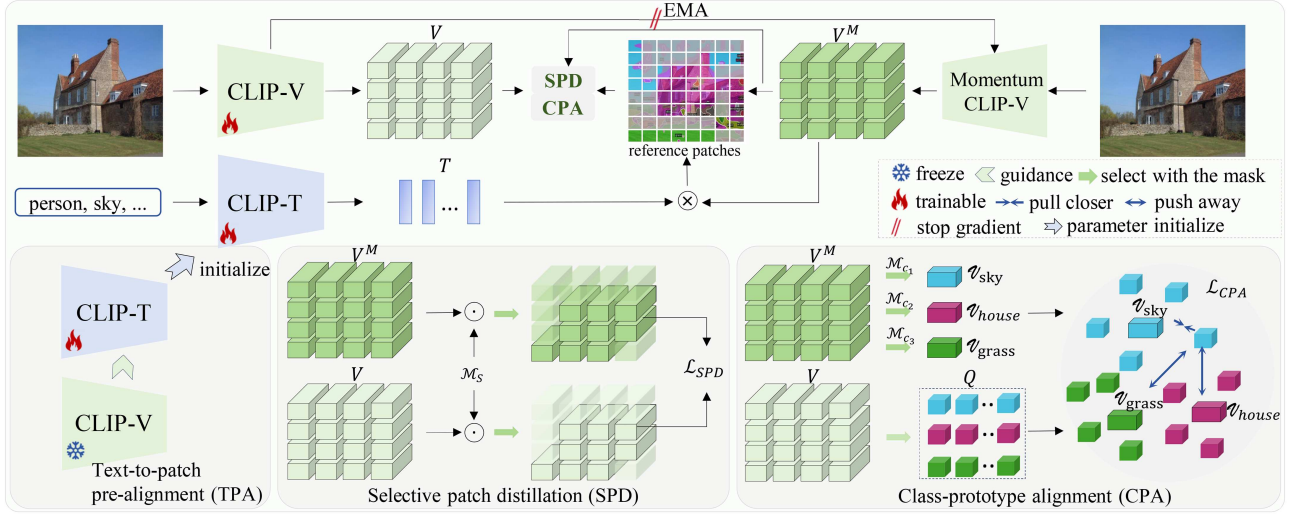 EMA
V
V^M
CLIP-V
SPD
CPA
Momentum
CLIP-V
reference patches
T
person, sky, ...
CLIP-T
...
⊗
freeze
guidance
select with the mask
trainable
pull closer
push away
stop gradient
parameter initialize
initialize
CLIP-T
CLIP-V
Text-to-patch
pre-alignment (TPA)
V^M
V
ℳ_S
ℒ_SPD
Selective patch distillation (SPD)
V^M
ℳ_c1
𝒱_sky
ℳ_c2
𝒱_house
ℳ_c3
𝒱_grass
V
Q
ℒ_CPA
𝒱_sky
𝒱_grass
𝒱_house
Class-prototype alignment (CPA)